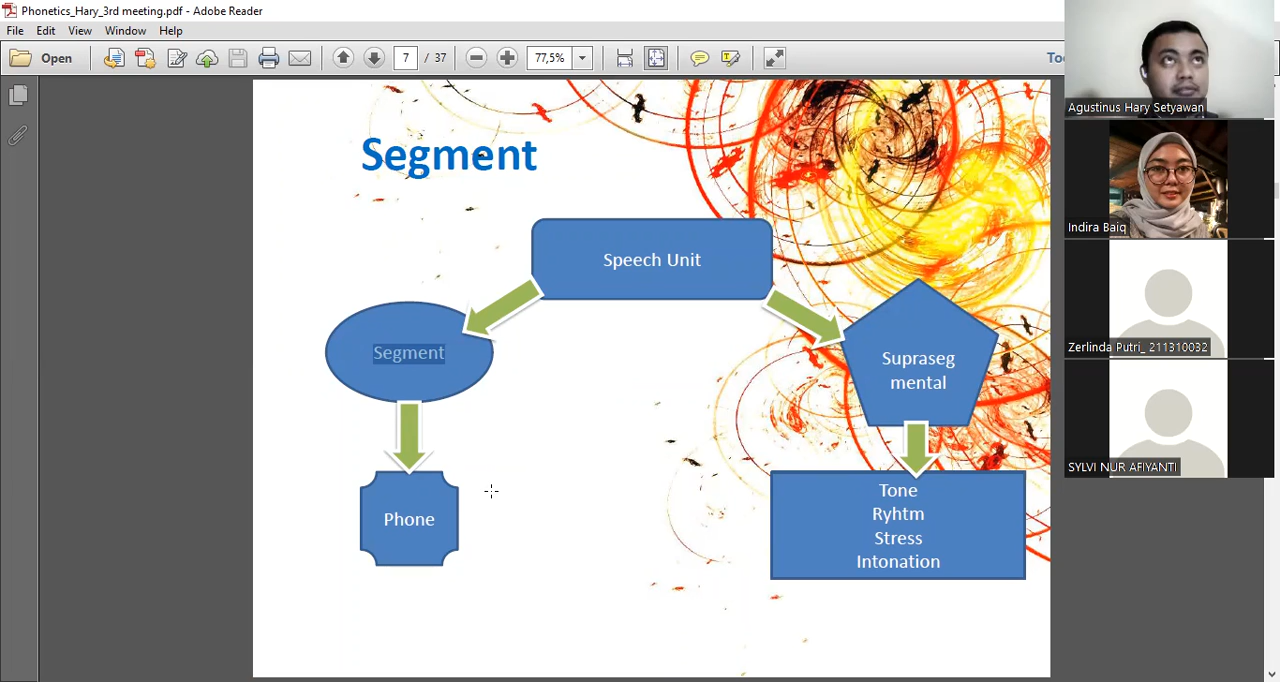 Phonetics_Hary_3rd meeting.pdf - Adobe Reader
File Edit View Window Help
Open 7 / 37 77,5%
Segment
Speech Unit
Segment
Supraseg
mental
Phone
Tone
Ryhtm
Stress
Intonation
Agustinus Hary Setyawan
Indira Baiq
Zerlinda Putri_ 211310032
SYLVI NUR AFIYANTI